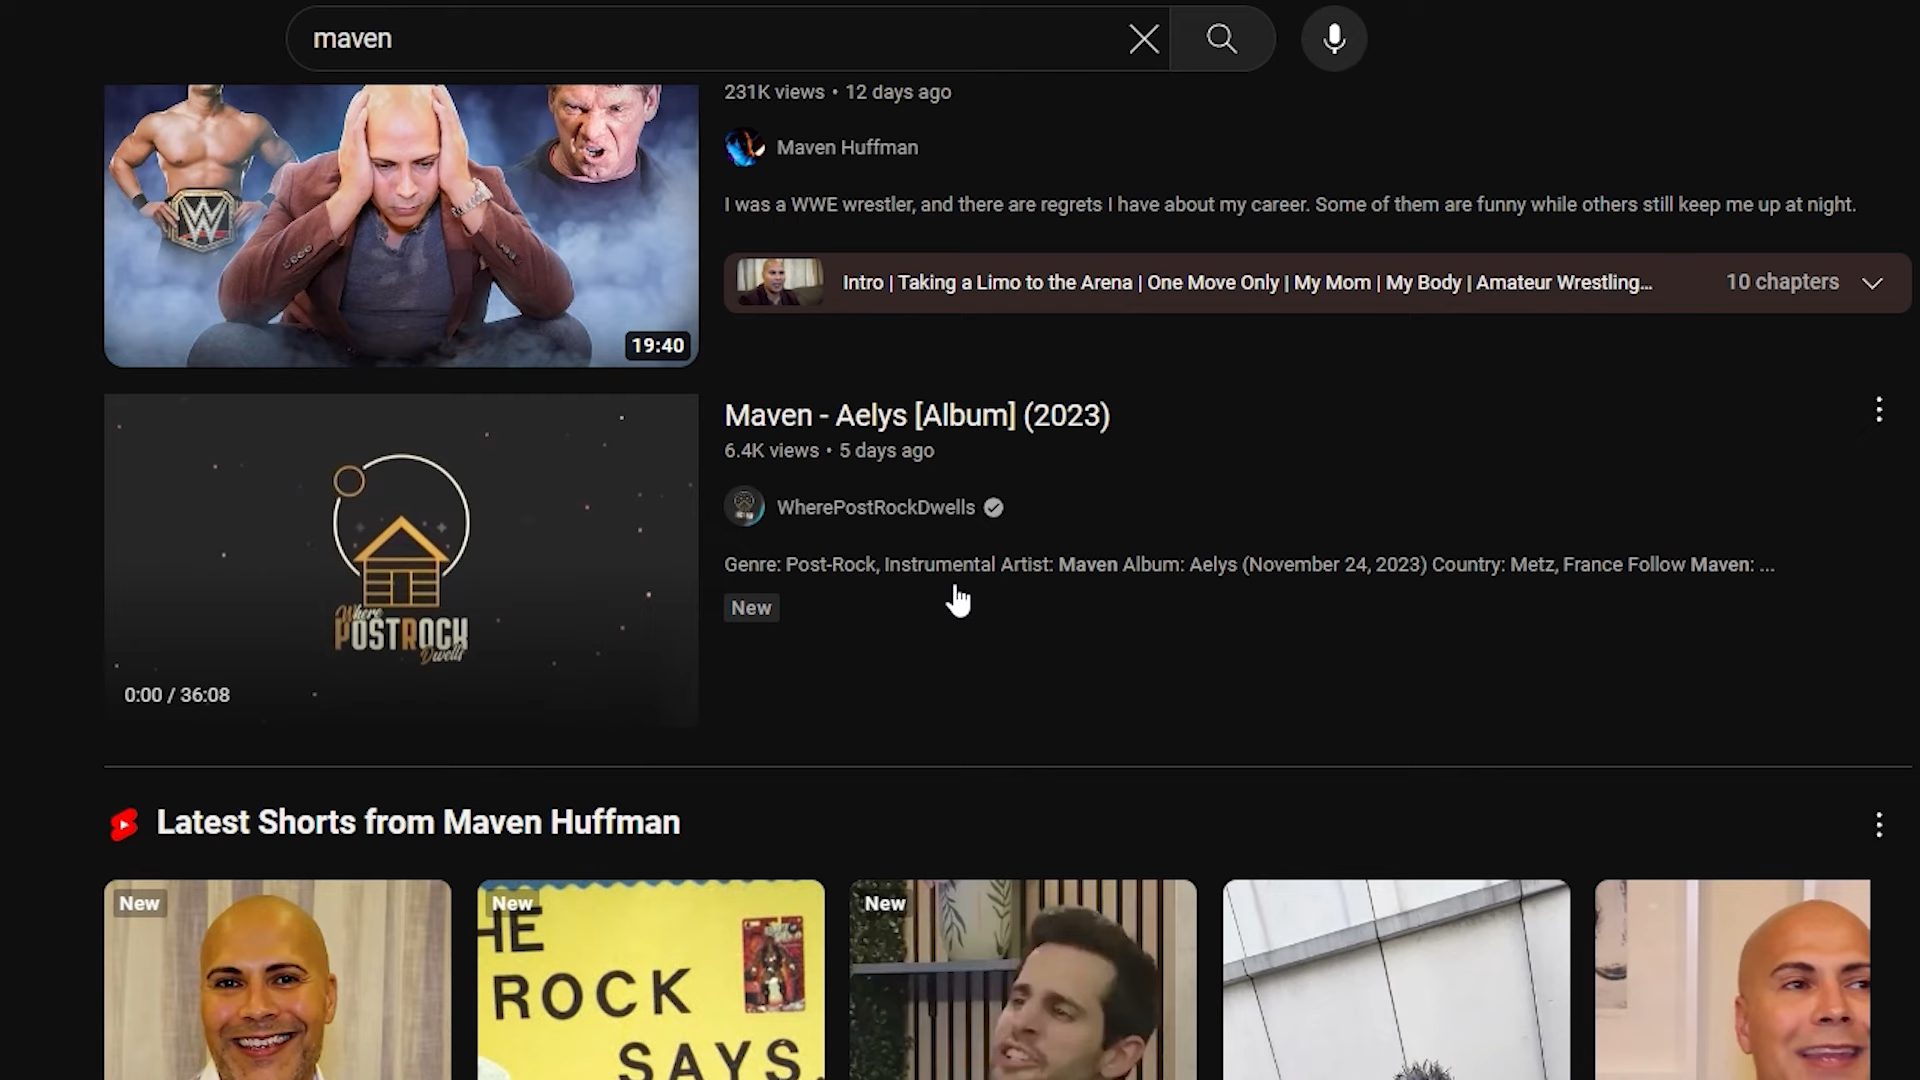 maven
231K views • 12 days ago
Maven Huffman
I was a WWE wrestler, and there are regrets I have about my career. Some of them are funny while others still keep me up at night.
Intro | Taking a Limo to the Arena | One Move Only | My Mom | My Body | Amateur Wrestling...
10 chapters
W
19:40
Maven - Aelys [Album] (2023)
6.4K views • 5 days ago
WherePostRockDwells
Genre: Post-Rock, Instrumental Artist: Maven Album: Aelys (November 24, 2023) Country: Metz, France Follow Maven: ...
New
Where
POSTROCK
Dwells
0:00 / 36:08
Latest Shorts from Maven Huffman
New
New
New
HE
ROCK
SAYS.